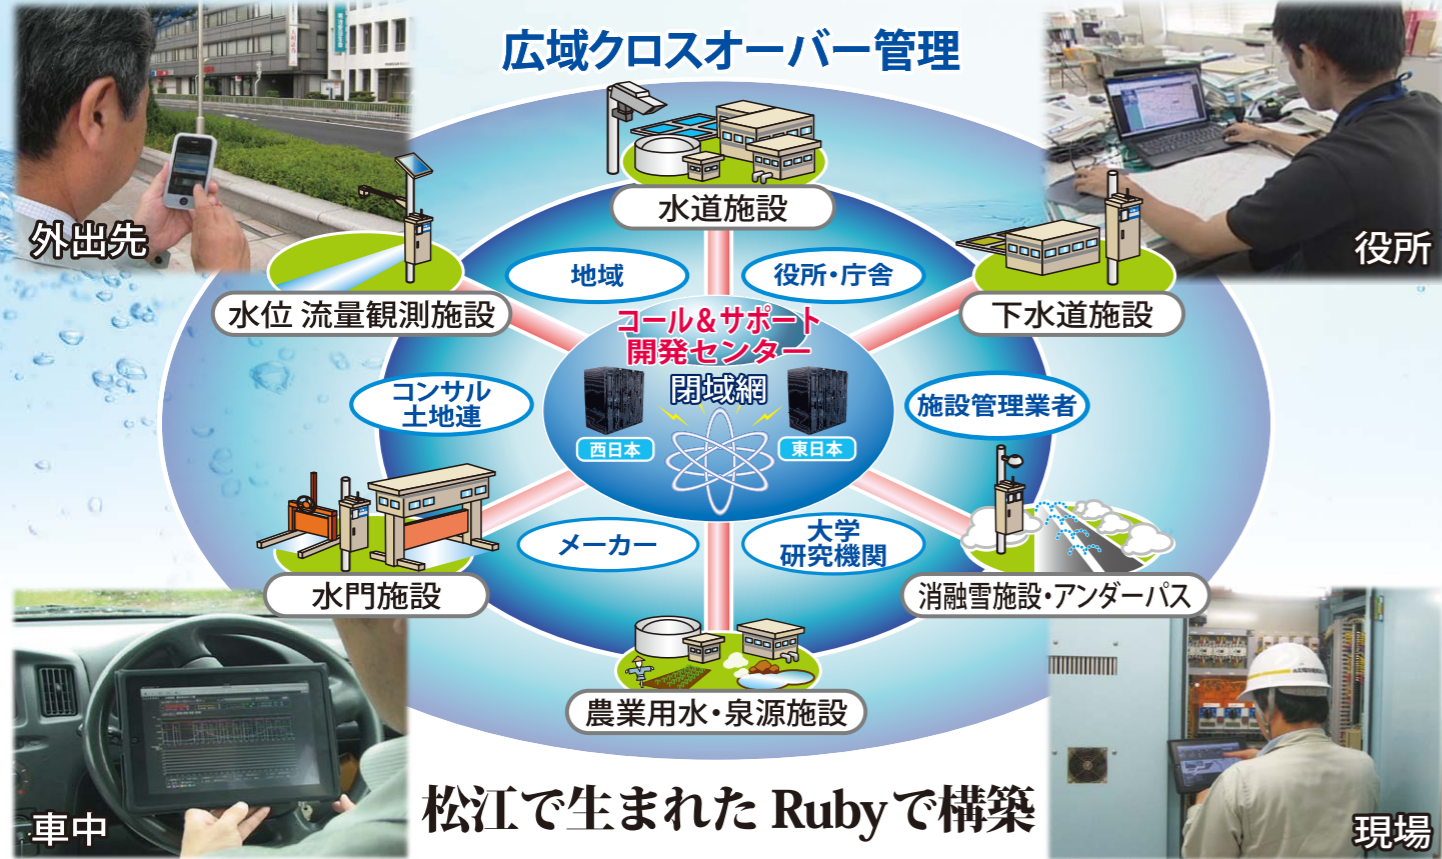 広域クロスオーバー管理
外出先
役所
水道施設
水位 流量観測施設
下水道施設
地域
役所・庁舎
コール&サポート
開発センター
閉域網
西日本
東日本
コンサル
土地連
施設管理業者
メーカー
大学
研究機関
水門施設
消融雪施設・アンダーパス
農業用水・泉源施設
車中
現場
松江で生まれた Rubyで構築